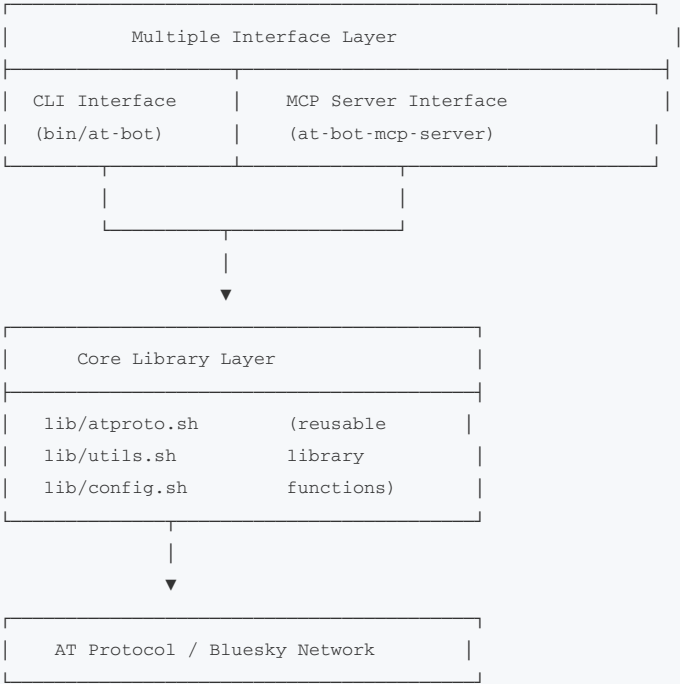 Multiple Interface Layer
CLI Interface MCP Server Interface
(bin/at-bot) (at-bot-mcp-server)
Core Library Layer
lib/atproto.sh (reusable
lib/utils.sh library
lib/config.sh functions)
AT Protocol / Bluesky Network